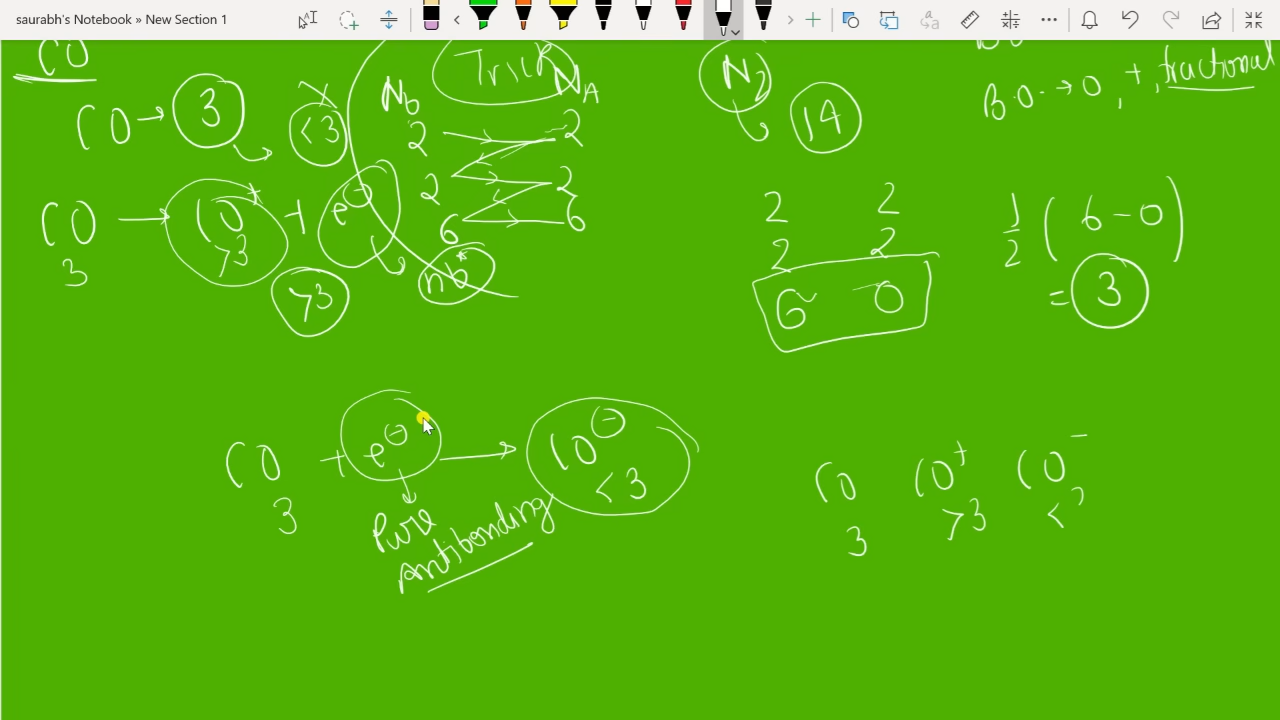 saurabh's Notebook » New Section 1
CO
CO → 3 <3
CO → CO⁺ + e⊖
3 >3
>3
Trick
Nb NA
2 2
2 2
6 6
nb*
N₂
14
2 2
2 2
6 0
B.O → 0, +, fractional
1/2 (6 - 0)
= 3
CO + e⊖ → CO⊖
3 <3
Pure
Antibonding
CO CO⁺ CO⁻
3 >3 <